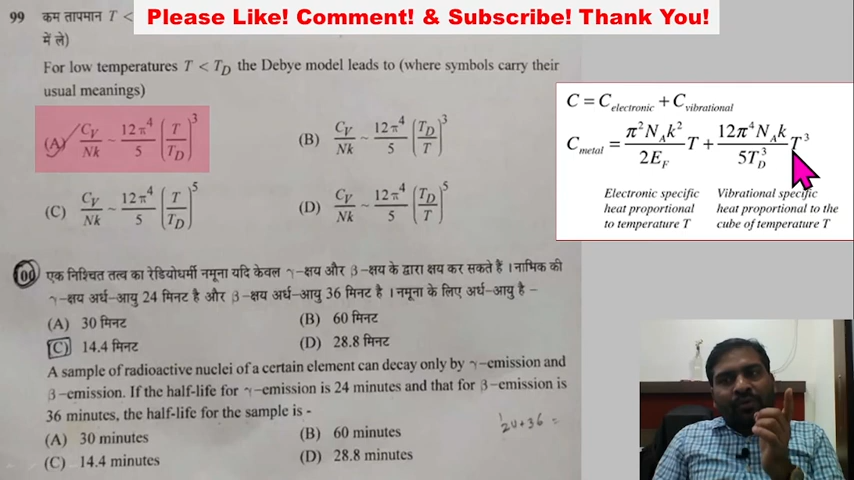 Please Like! Comment! & Subscribe! Thank You!
99 कम तापमान T <
में ले)
For low temperatures T < T_D the Debye model leads to (where symbols carry their
usual meanings)
(A) C_V/Nk ~ 12π⁴/5 (T/T_D)³
(B) C_V/Nk ~ 12π⁴/5 (T_D/T)³
(C) C_V/Nk ~ 12π⁴/5 (T/T_D)⁵
(D) C_V/Nk ~ 12π⁴/5 (T_D/T)⁵
C = C_electronic + C_vibrational
C_metal = π²N_A k²/2E_F T + 12π⁴N_A k/5T_D³ T³
Electronic specific
heat proportional
to temperature T
Vibrational specific
heat proportional to the
cube of temperature T
100 एक निश्चित तत्व का रेडियोधर्मी नमूना यदि केवल γ–क्षय और β–क्षय के द्वारा क्षय कर सकते हैं । नाभिक की
γ–क्षय अर्ध–आयु 24 मिनट है और β–क्षय अर्ध–आयु 36 मिनट है । नमूना के लिए अर्ध–आयु है –
(A) 30 मिनट
(B) 60 मिनट
(C) 14.4 मिनट
(D) 28.8 मिनट
A sample of radioactive nuclei of a certain element can decay only by γ–emission and
β–emission. If the half-life for γ–emission is 24 minutes and that for β–emission is
36 minutes, the half-life for the sample is -
(A) 30 minutes
(B) 60 minutes
(C) 14.4 minutes
(D) 28.8 minutes
24+36 =